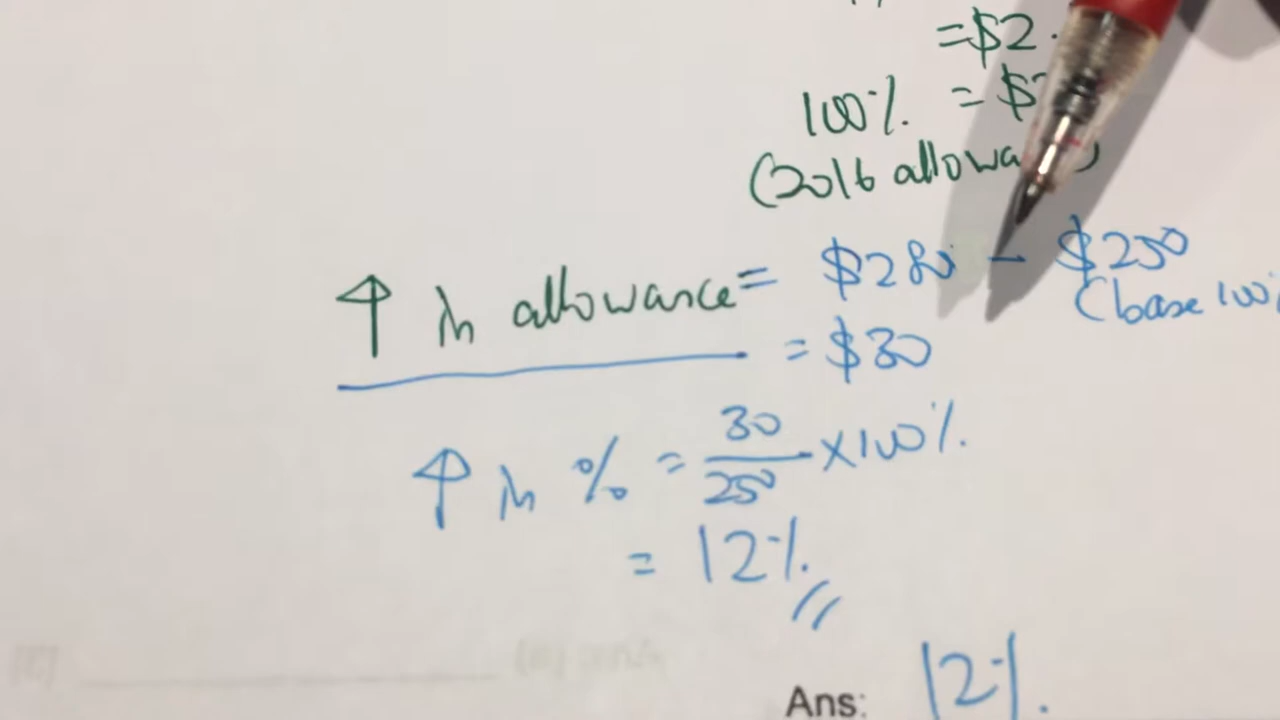 =$2.
100% = $
(2016 allowa )
↑ in allowance = $280 - $250
(base 100%
= $30
↑ in % = 30/250 ×100%
= 12%
Ans: 12%.